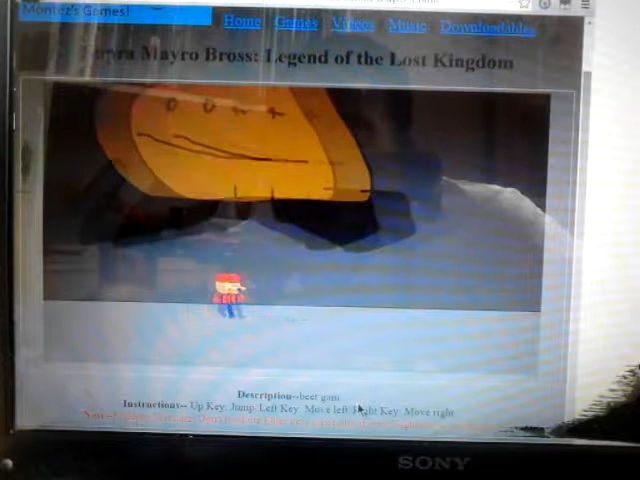 Montez's Games!
Home Games Videos Music Downloadables
Mayro Bross: Legend of the Lost Kingdom
Description--beet gam
Instructions-- Up Key: Jump, Left Key: Move left, Right Key: Move right
SONY